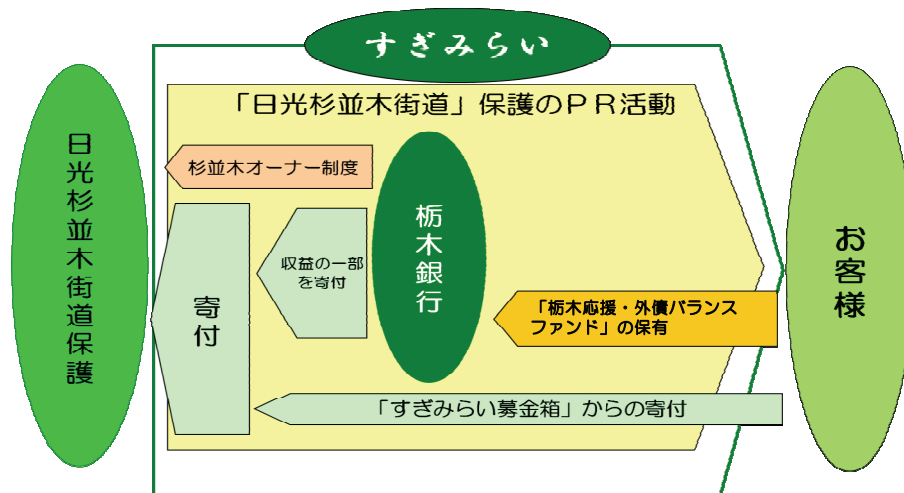 すぎみらい
「日光杉並木街道」保護のＰＲ活動
日光杉並木街道保護
杉並木オーナー制度
栃木銀行
お客様
収益の一部
を寄付
寄付
「栃木応援・外債バランス
ファンド」の保有
「すぎみらい募金箱」からの寄付